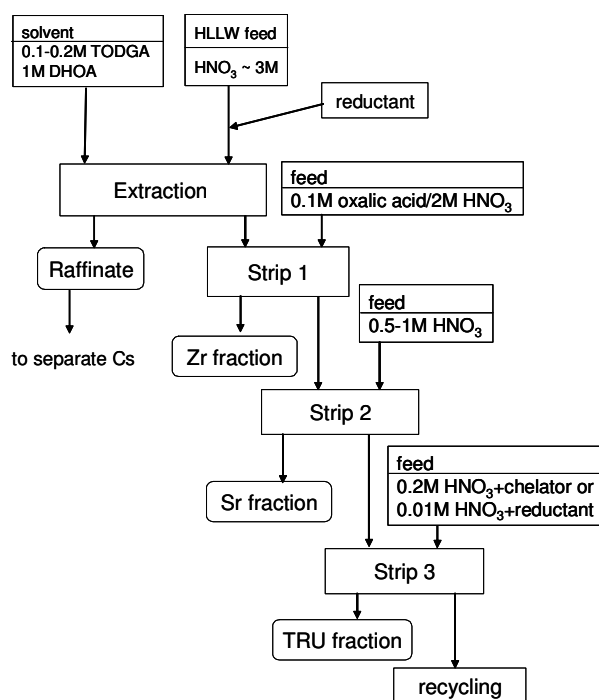 solvent
0.1-0.2M TODGA
1M DHOA
HLLW feed
HNO₃ ~ 3M
reductant
Extraction
feed
0.1M oxalic acid/2M HNO₃
Raffinate
Strip 1
to separate Cs
Zr fraction
feed
0.5-1M HNO₃
Strip 2
Sr fraction
feed
0.2M HNO₃+chelator or
0.01M HNO₃+reductant
Strip 3
TRU fraction
recycling